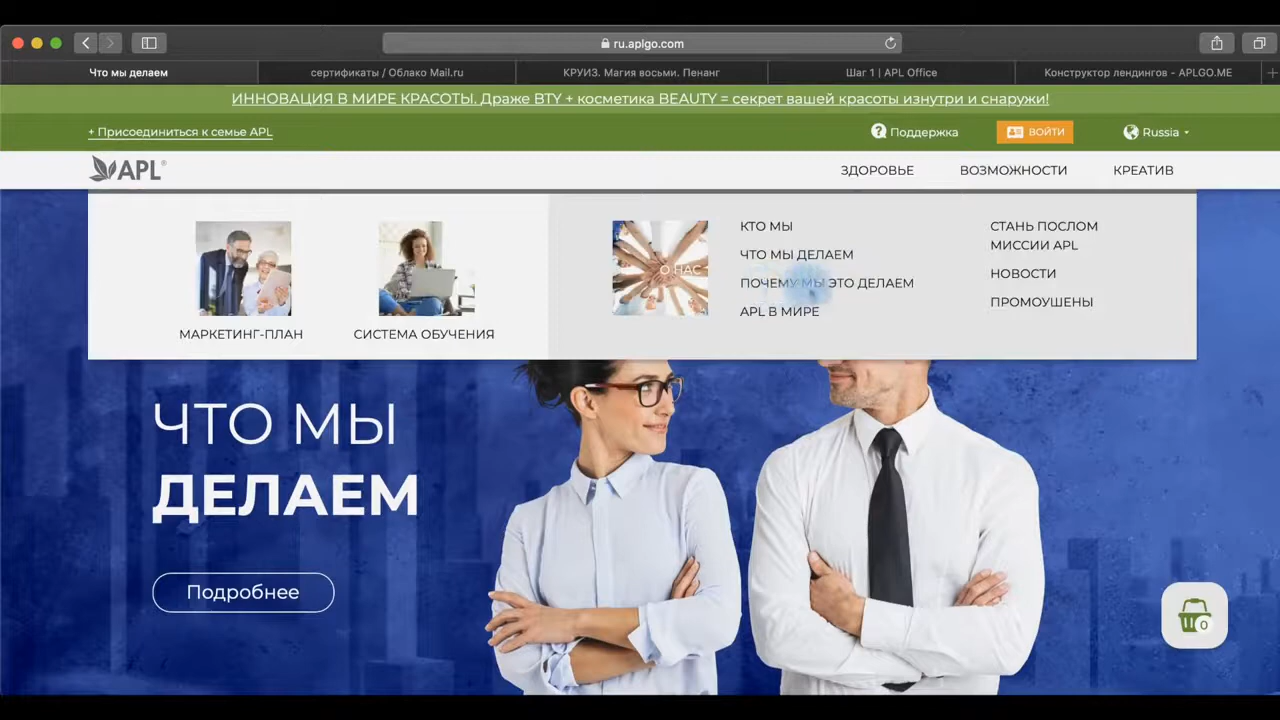 ru.aplgo.com
Что мы делаем
сертификаты / Облако Mail.ru
КРУИЗ. Магия восьми. Пенанг
Шаг 1 | APL Office
Конструктор лендингов - APLGO.ME
ИННОВАЦИЯ В МИРЕ КРАСОТЫ. Драже BTY + косметика BEAUTY = секрет вашей красоты изнутри и снаружи!
+ Присоединиться к семье APL
Поддержка
ВОЙТИ
Russia
APL®
ЗДОРОВЬЕ
ВОЗМОЖНОСТИ
КРЕАТИВ
МАРКЕТИНГ-ПЛАН
СИСТЕМА ОБУЧЕНИЯ
О НАС
КТО МЫ
ЧТО МЫ ДЕЛАЕМ
ПОЧЕМУ МЫ ЭТО ДЕЛАЕМ
APL В МИРЕ
СТАНЬ ПОСЛОМ
МИССИИ APL
НОВОСТИ
ПРОМОУШЕНЫ
ЧТО МЫ
ДЕЛАЕМ
Подробнее
0